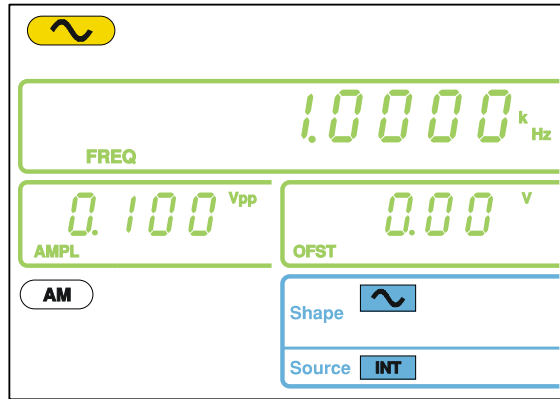 1.0000 k Hz
FREQ
0.100 Vpp
AMPL
0.00 V
OFST
AM
Shape
Source INT